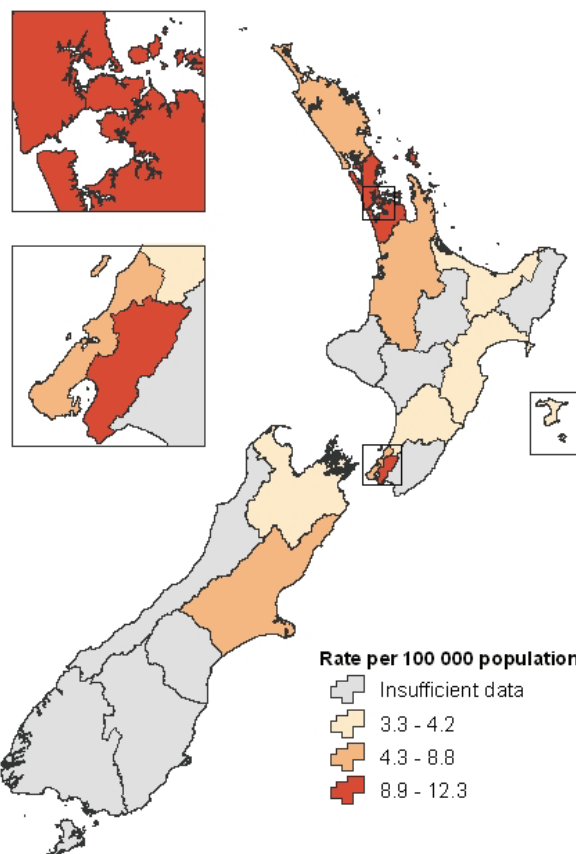 Rate per 100 000 population
Insufficient data
3.3 - 4.2
4.3 - 8.8
8.9 - 12.3